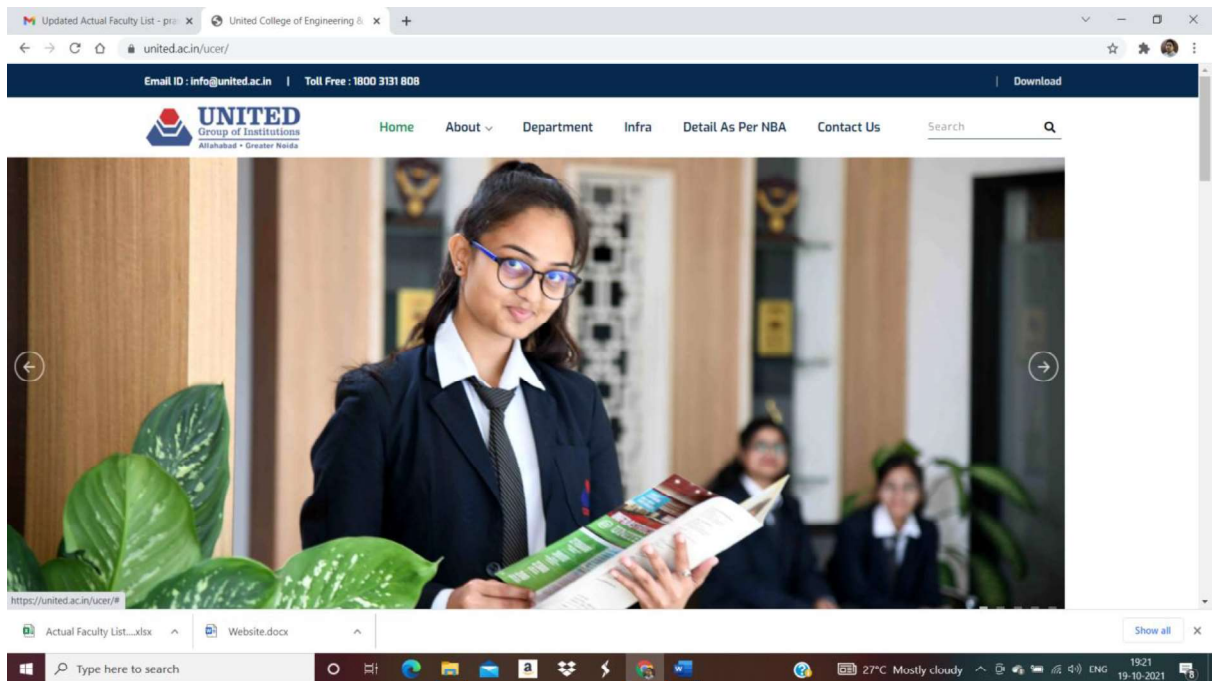 Updated Actual Faculty List - pra
United College of Engineering &
united.ac.in/ucer/
Email ID : info@united.ac.in | Toll Free : 1800 3131 808
| Download
UNITED
Group of Institutions
Allahabad • Greater Noida
Home About Department Infra Detail As Per NBA Contact Us Search
https://united.ac.in/ucer/#
Actual Faculty List....xlsx Website.docx Show all
Type here to search
27°C Mostly cloudy ENG 19:21
19-10-2021
8